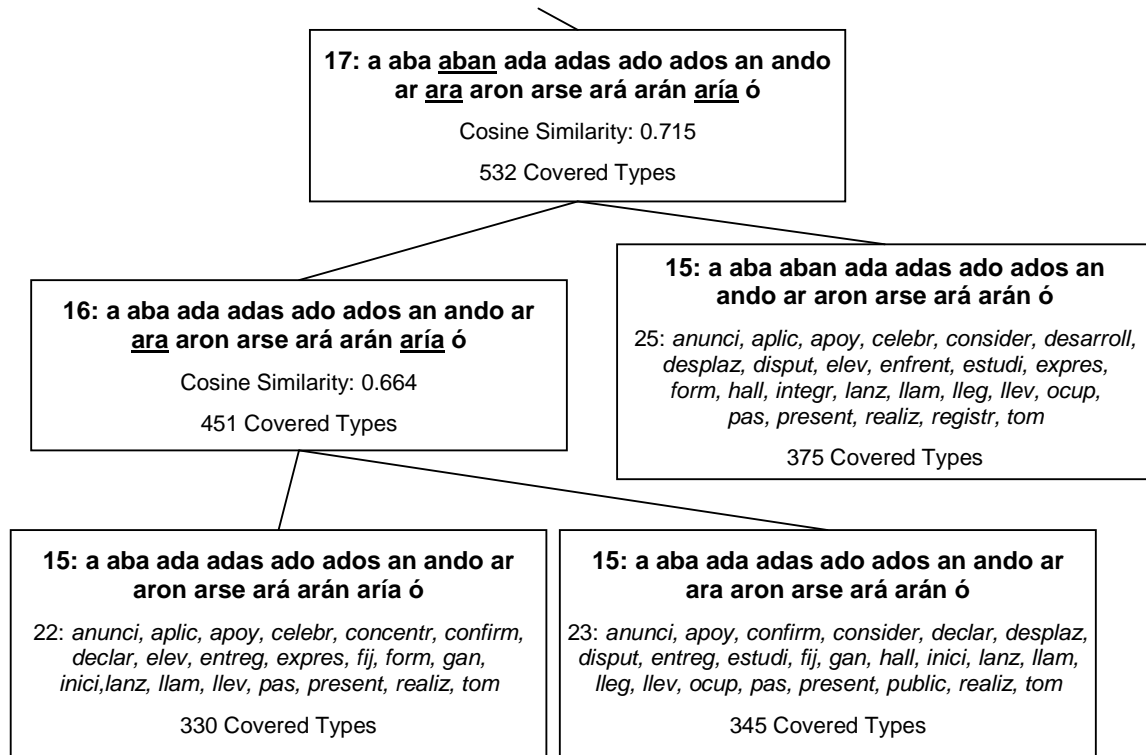 17: a aba aban ada adas ado ados an ando
ar ara aron arse ará arán aría ó
Cosine Similarity: 0.715
532 Covered Types
16: a aba ada adas ado ados an ando ar
ara aron arse ará arán aría ó
Cosine Similarity: 0.664
451 Covered Types
15: a aba aban ada adas ado ados an
ando ar aron arse ará arán ó
25: anunci, aplic, apoy, celebr, consider, desarroll,
desplaz, disput, elev, enfrent, estudi, expres,
form, hall, integr, lanz, llam, lleg, llev, ocup,
pas, present, realiz, registr, tom
375 Covered Types
15: a aba ada adas ado ados an ando ar
aron arse ará arán aría ó
22: anunci, aplic, apoy, celebr, concentr, confirm,
declar, elev, entreg, expres, fij, form, gan,
inici,lanz, llam, llev, pas, present, realiz, tom
330 Covered Types
15: a aba ada adas ado ados an ando ar
ara aron arse ará arán ó
23: anunci, apoy, confirm, consider, declar, desplaz,
disput, entreg, estudi, fij, gan, hall, inici, lanz, llam,
lleg, llev, ocup, pas, present, public, realiz, tom
345 Covered Types